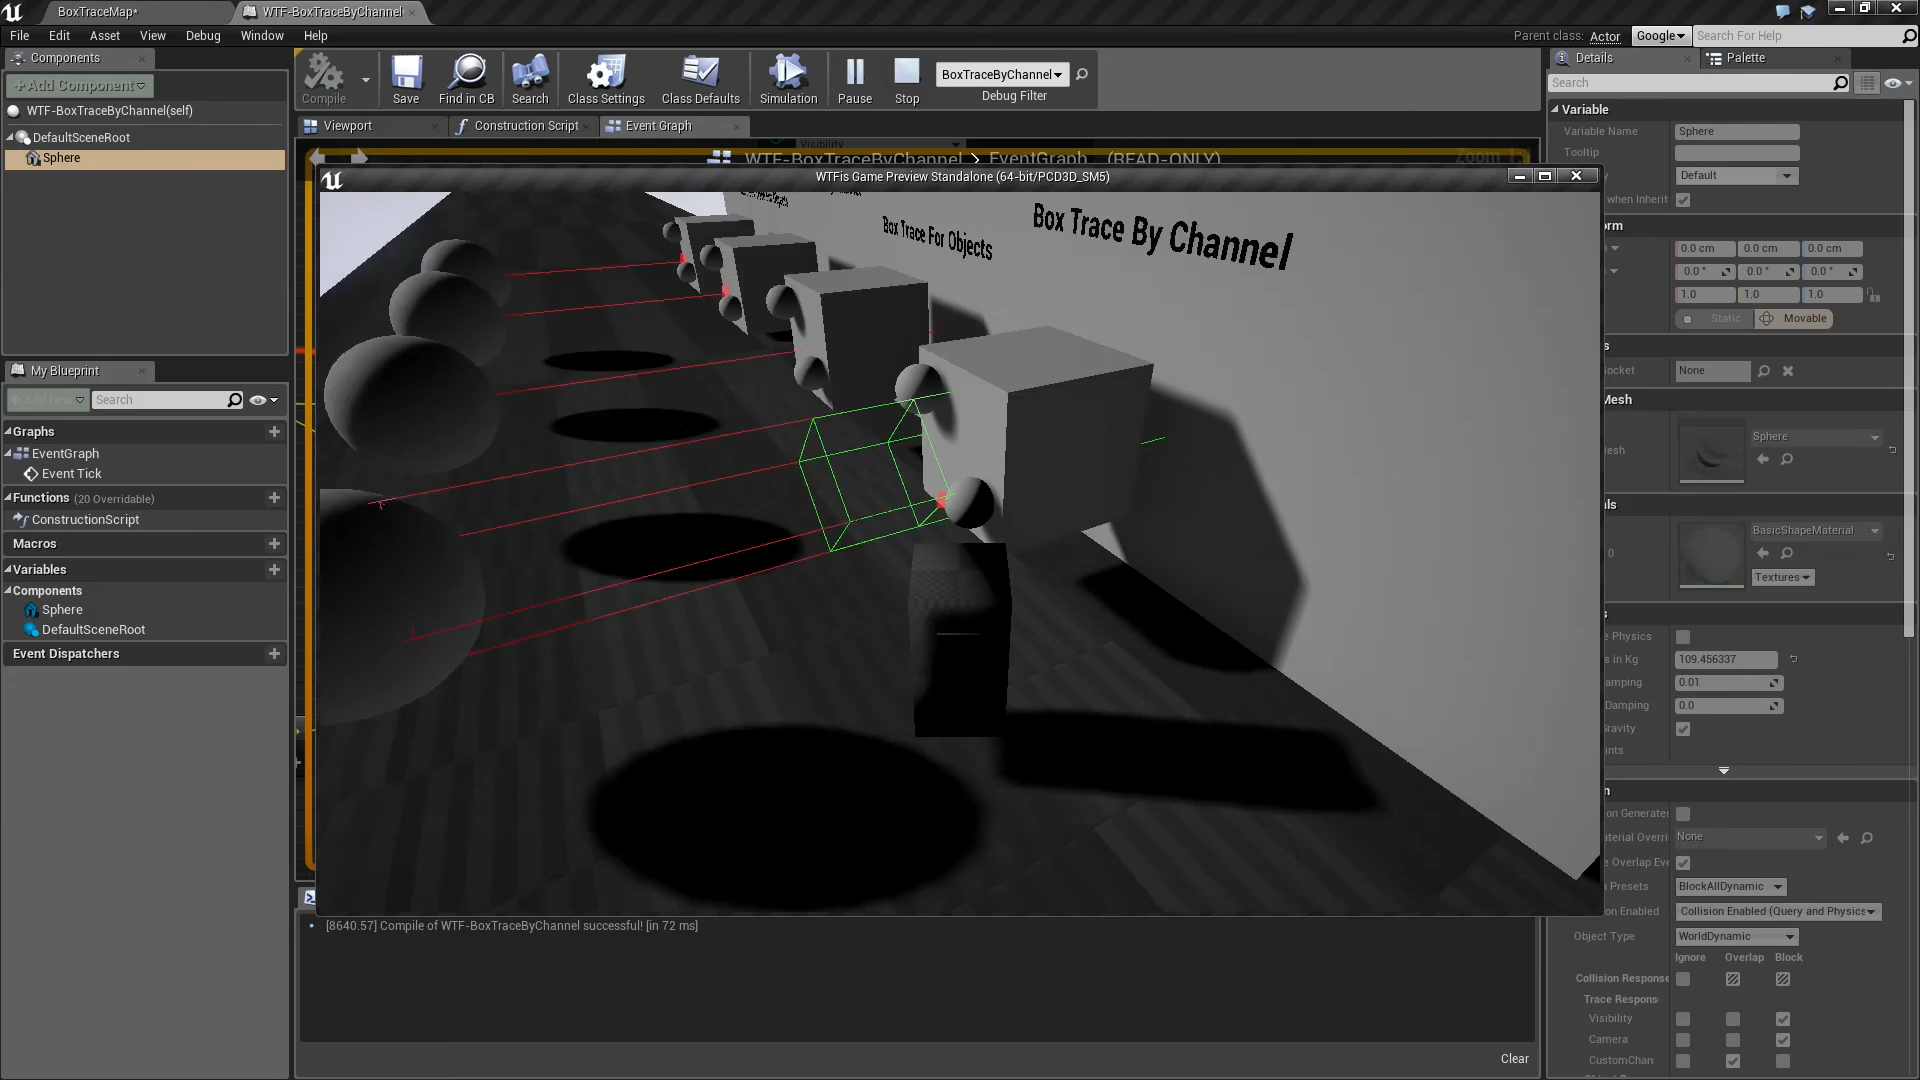 BoxTraceMap*
WTF-BoxTraceByChannel
File Edit Asset View Debug Window Help
Parent class: Actor Google Search For Help
Components
+Add Component
WTF-BoxTraceByChannel(self)
DefaultSceneRoot
Sphere
Compile
Save
Find in CB
Search
Class Settings
Class Defaults
Simulation
Pause
Stop
BoxTraceByChannel
Debug Filter
Viewport
Construction Script
Event Graph
WTF-BoxTraceByChannel > EventGraph (READ-ONLY)
WTFis Game Preview Standalone (64-bit/PCD3D_SM5)
Box Trace For Objects
Box Trace By Channel
My Blueprint
Search
Graphs
EventGraph
Event Tick
Functions (20 Overridable)
ConstructionScript
Macros
Variables
Components
Sphere
DefaultSceneRoot
Event Dispatchers
[8640.57] Compile of WTF-BoxTraceByChannel successful! [in 72 ms]
Clear
Details
Palette
Search
Variable
Variable Name Sphere
Tooltip
Default
when Inherit
orm
0.0 cm 0.0 cm 0.0 cm
0.0 ° 0.0 ° 0.0 °
1.0 1.0 1.0
Static Movable
ocket None
Mesh
Sphere
esh
als
BasicShapeMaterial
0
Textures
e Physics
s in Kg 109.456337
amping 0.01
Damping 0.0
ravity
ints
n
on Generates
aterial Overri None
e Overlap Eve
n Presets BlockAllDynamic
on Enabled Collision Enabled (Query and Physics
Object Type WorldDynamic
Ignore Overlap Block
Collision Response
Trace Respons
Visibility
Camera
CustomChan